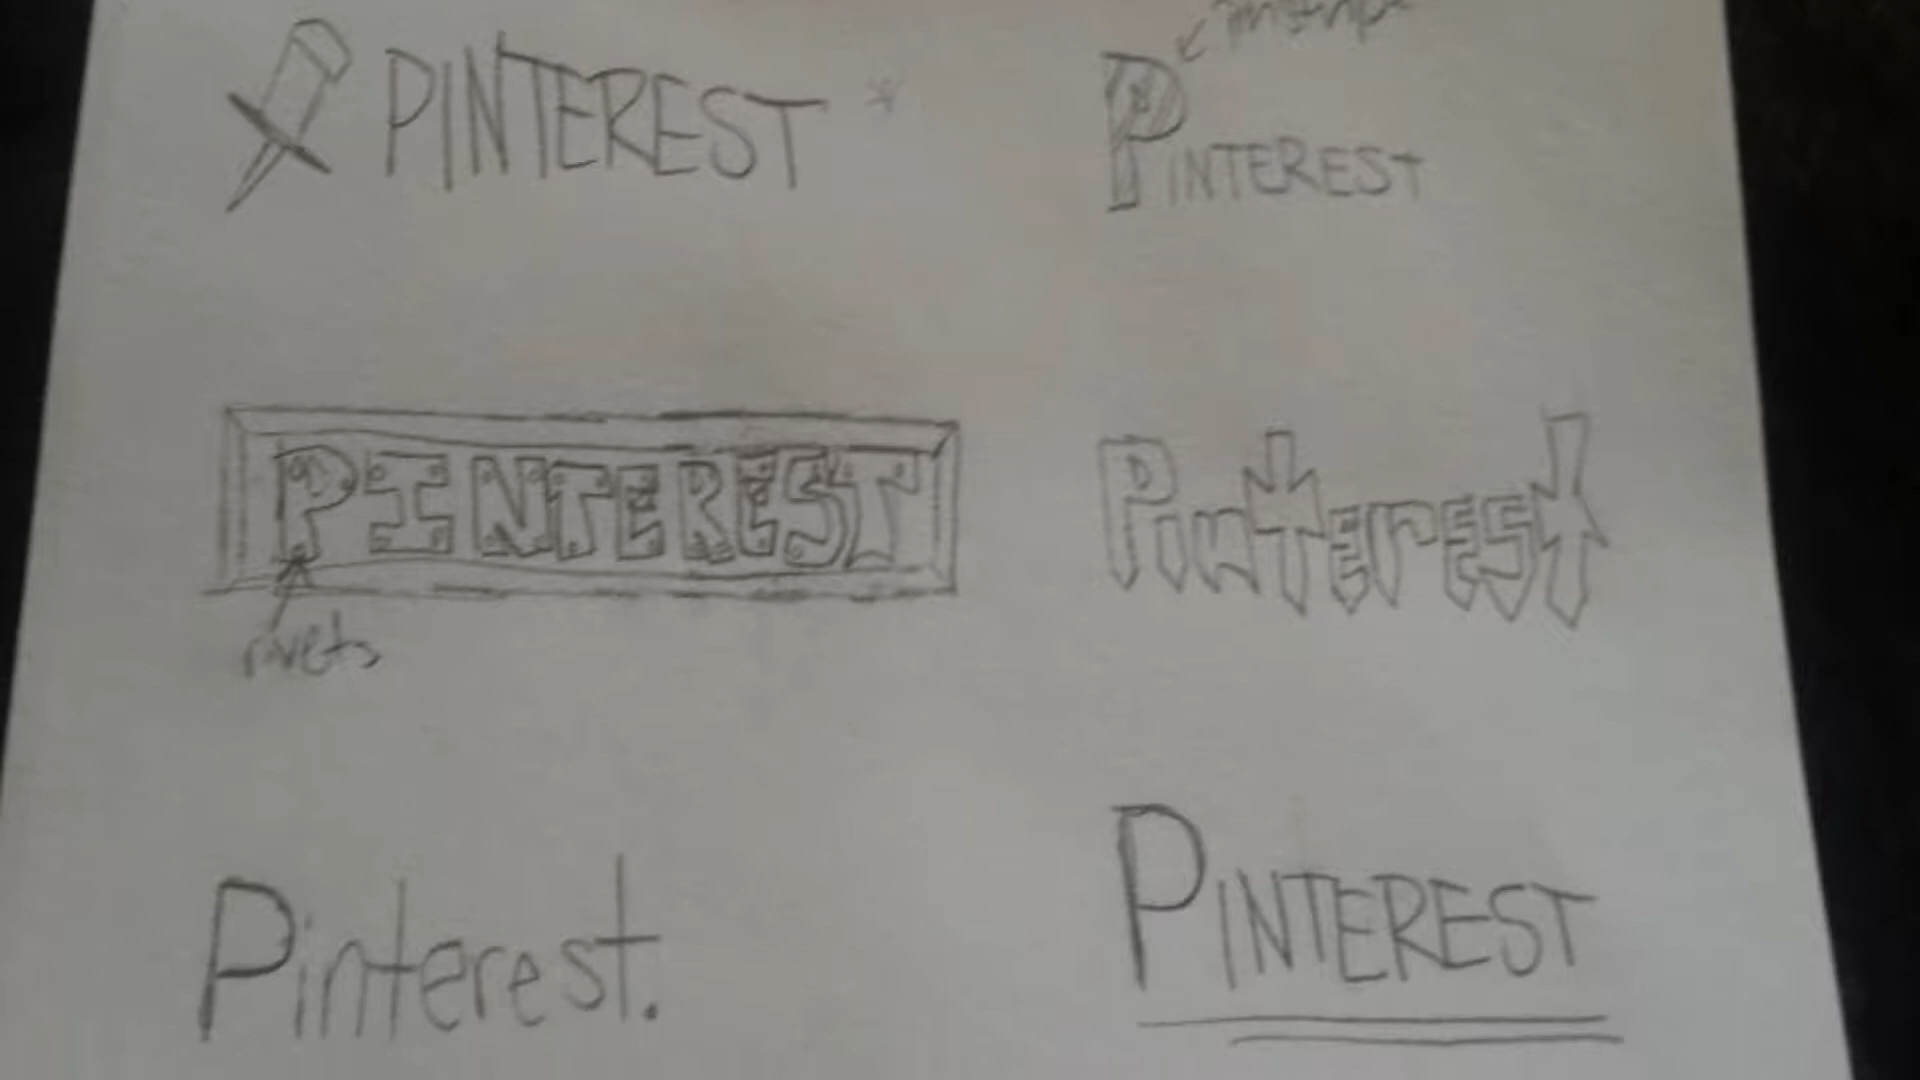 PINTEREST *
PINTEREST
PINTEREST
rivets
Pinterest
Pinterest.
PINTEREST